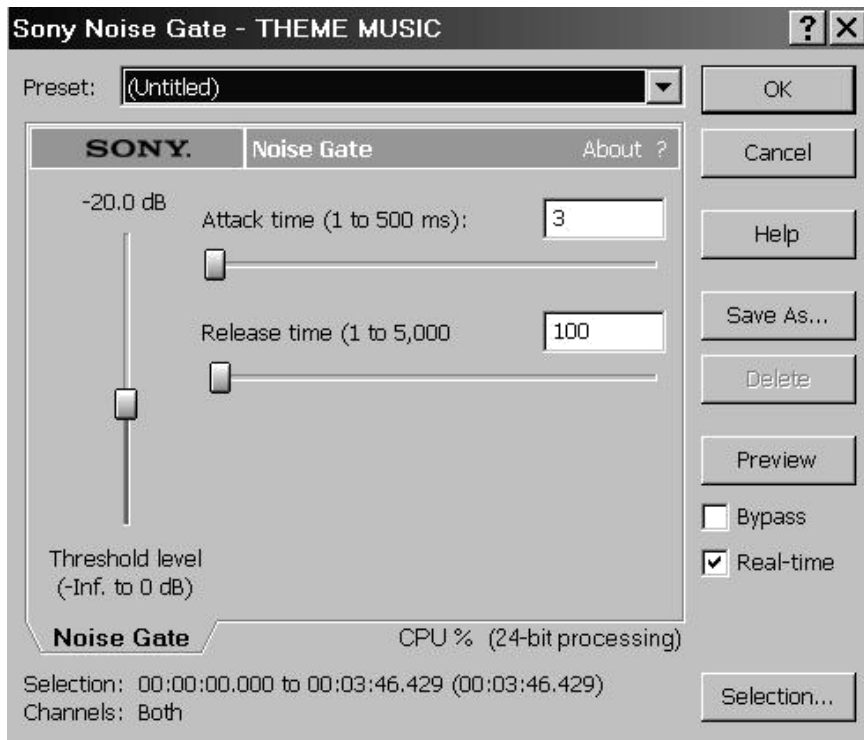 Sony Noise Gate - THEME MUSIC
Preset: (Untitled)
OK
SONY. Noise Gate About ?
Cancel
-20.0 dB
Attack time (1 to 500 ms): 3
Help
Release time (1 to 5,000 100
Save As...
Delete
Preview
Bypass
Threshold level
(-Inf. to 0 dB)
Real-time
Noise Gate CPU % (24-bit processing)
Selection: 00:00:00.000 to 00:03:46.429 (00:03:46.429)
Channels: Both
Selection...